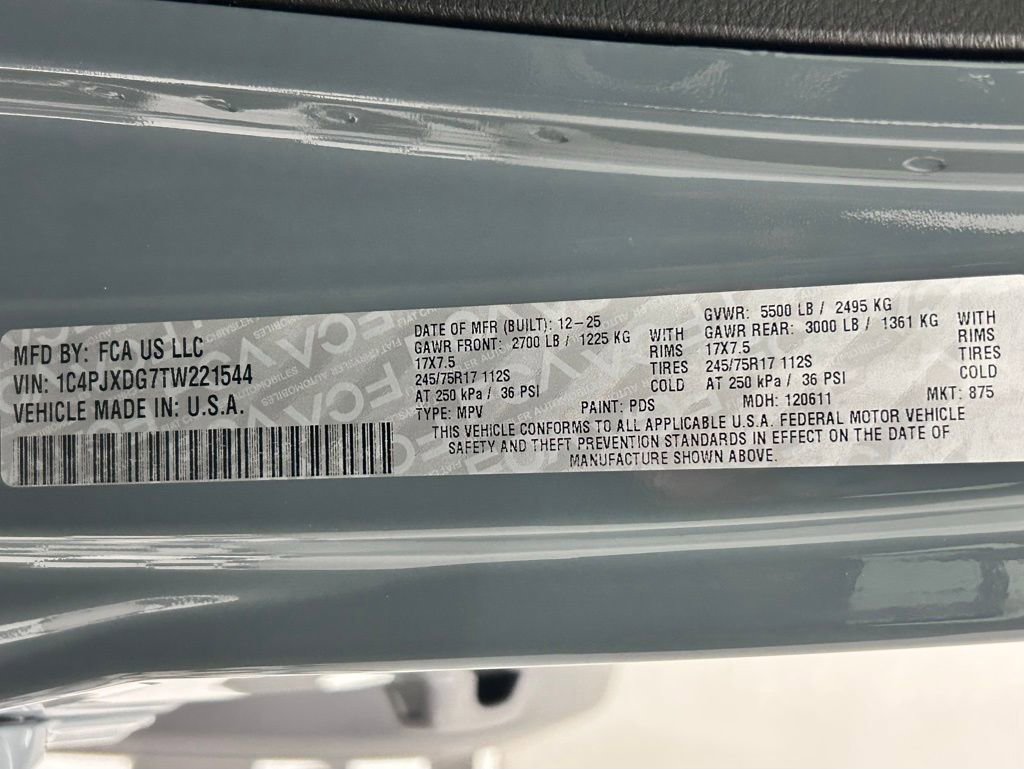 MFD BY: FCA US LLC
VIN: 1C4PJXDG7TW221544
VEHICLE MADE IN: U.S.A.
DATE OF MFR (BUILT): 12-25
GAWR FRONT: 2700 LB / 1225 KG WITH
17X7.5 RIMS
245/75R17 112S TIRES
AT 250 kPa / 36 PSI COLD
TYPE: MPV PAINT: PDS
GVWR: 5500 LB / 2495 KG
GAWR REAR: 3000 LB / 1361 KG WITH
17X7.5 RIMS
245/75R17 112S TIRES
AT 250 kPa / 36 PSI COLD
MDH: 120611 MKT: 875
THIS VEHICLE CONFORMS TO ALL APPLICABLE U.S.A. FEDERAL MOTOR VEHICLE
SAFETY AND THEFT PREVENTION STANDARDS IN EFFECT ON THE DATE OF
MANUFACTURE SHOWN ABOVE.